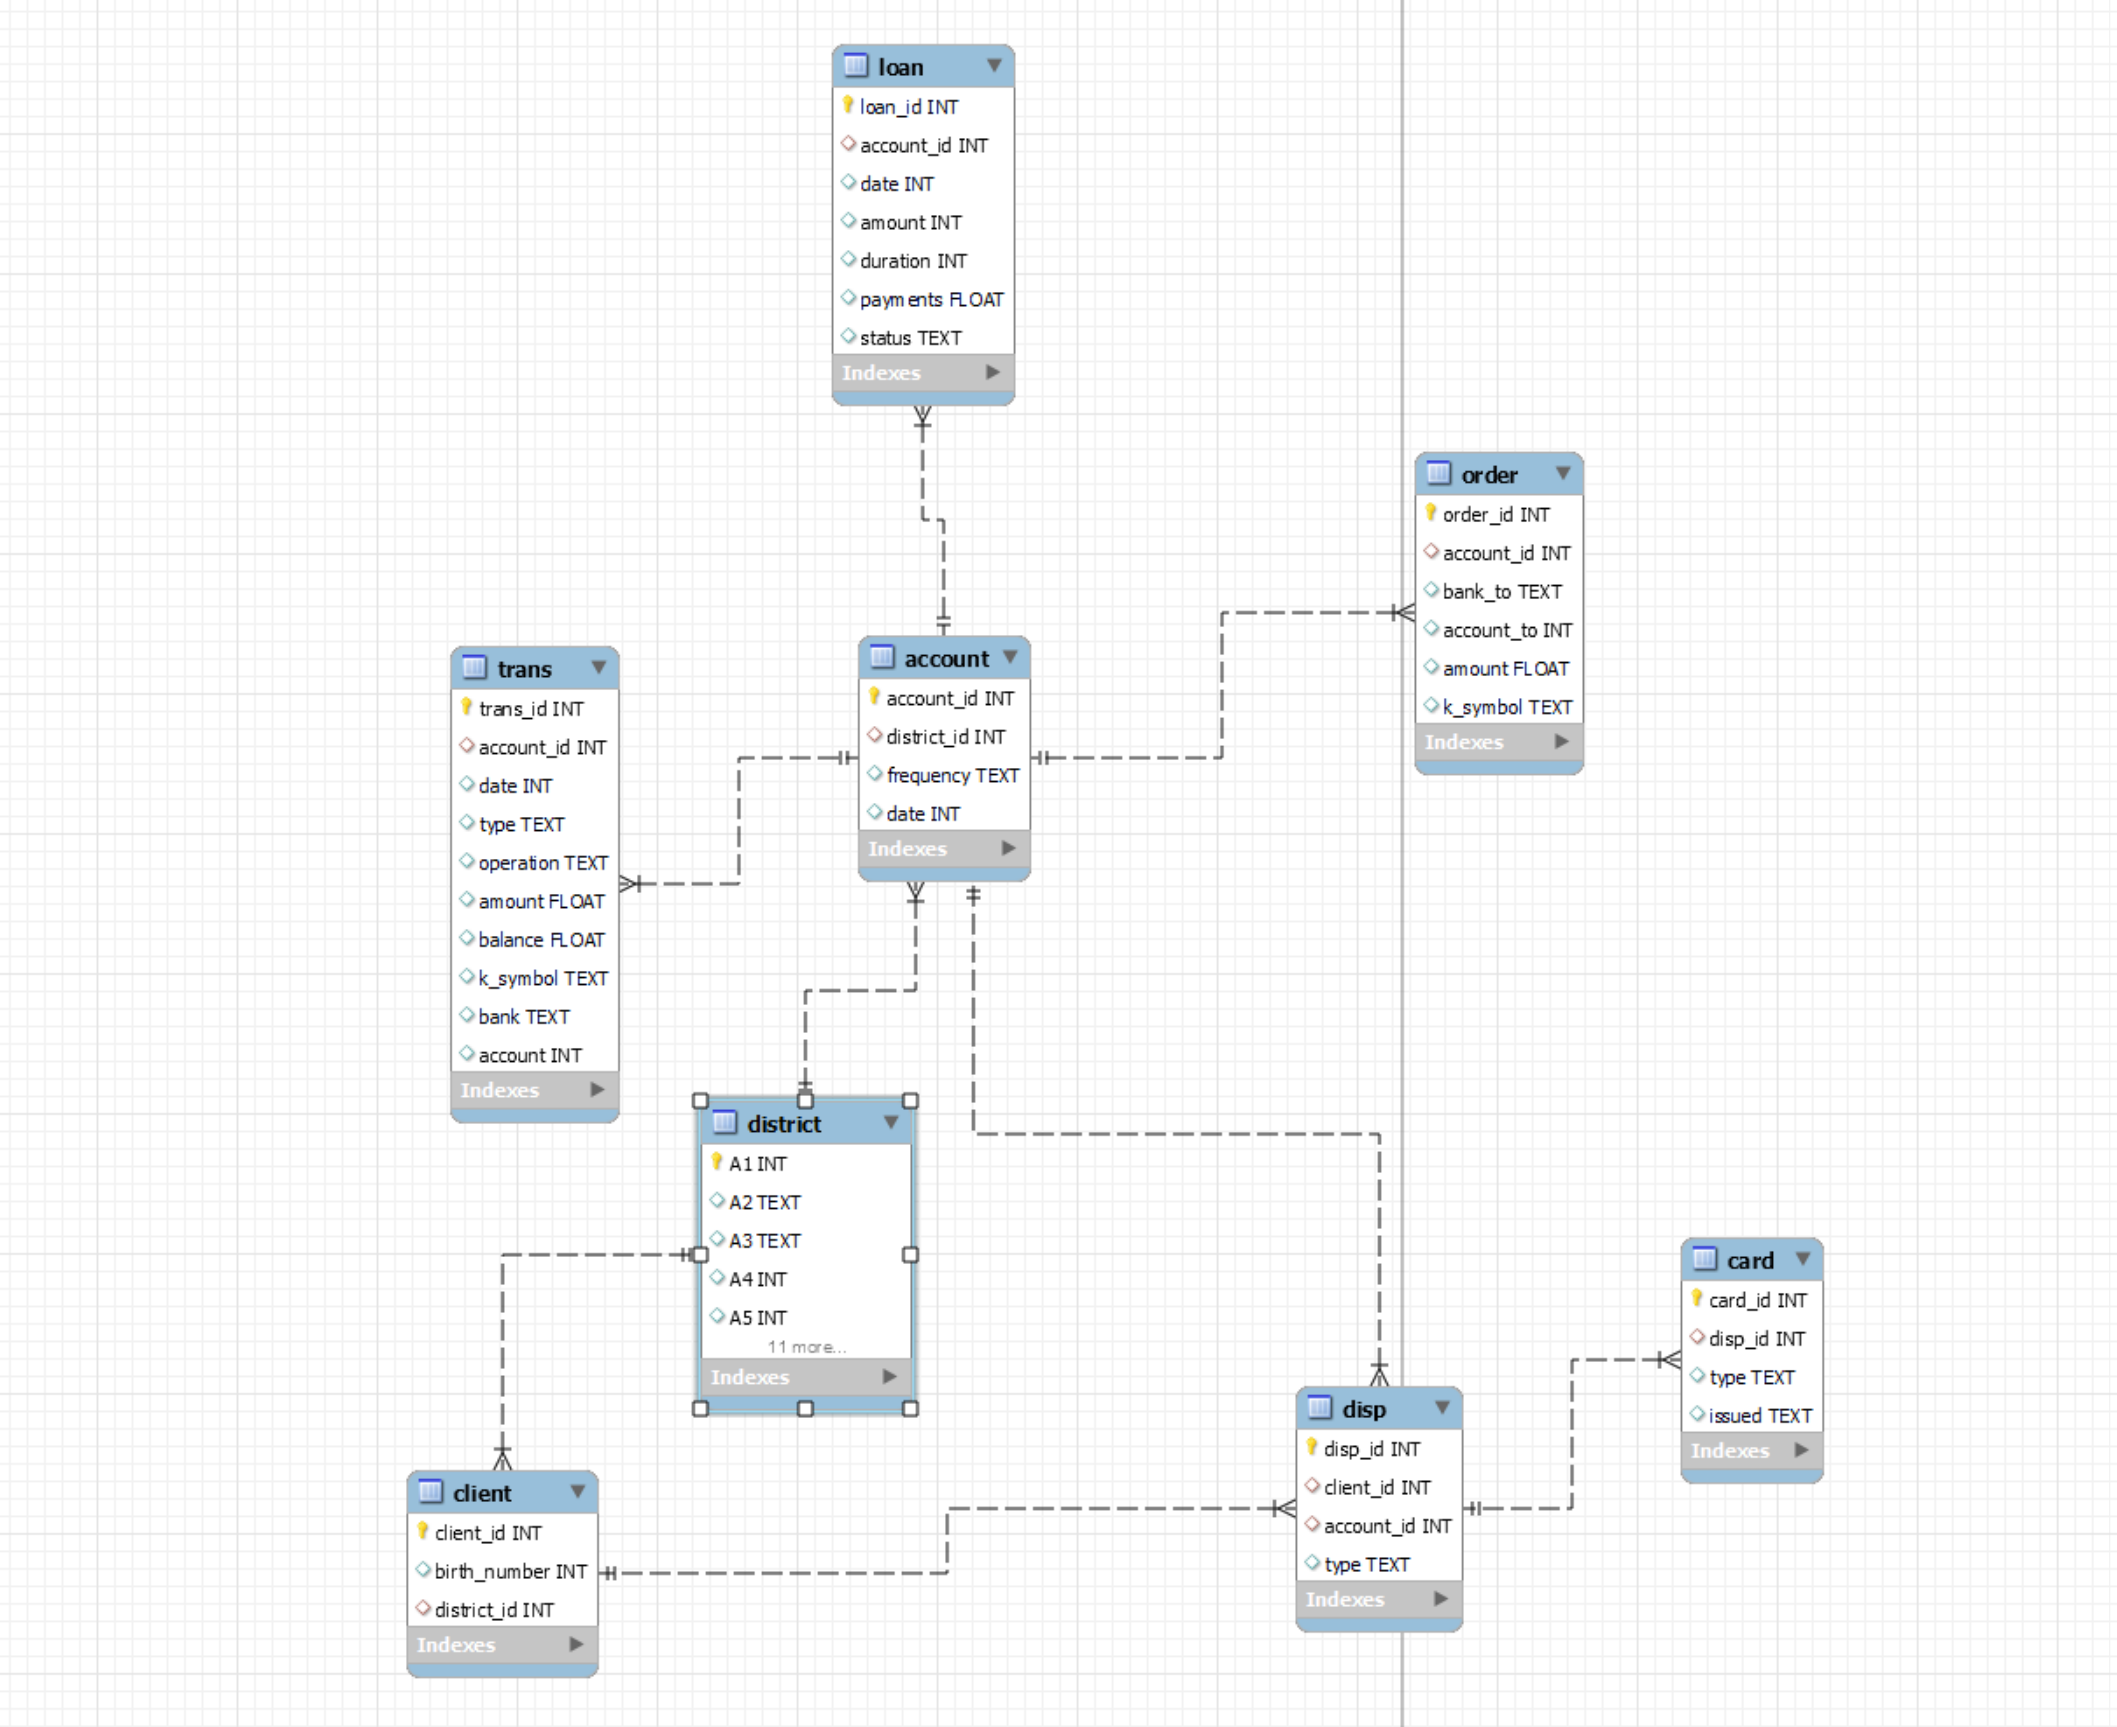 loan
loan_id INT
account_id INT
date INT
amount INT
duration INT
payments FLOAT
status TEXT
Indexes
order
order_id INT
account_id INT
bank_to TEXT
account_to INT
amount FLOAT
k_symbol TEXT
Indexes
trans
trans_id INT
account_id INT
date INT
type TEXT
operation TEXT
amount FLOAT
balance FLOAT
k_symbol TEXT
bank TEXT
account INT
Indexes
account
account_id INT
district_id INT
frequency TEXT
date INT
Indexes
district
A1 INT
A2 TEXT
A3 TEXT
A4 INT
A5 INT
11 more...
Indexes
card
card_id INT
disp_id INT
type TEXT
issued TEXT
Indexes
disp
disp_id INT
client_id INT
account_id INT
type TEXT
Indexes
client
client_id INT
birth_number INT
district_id INT
Indexes